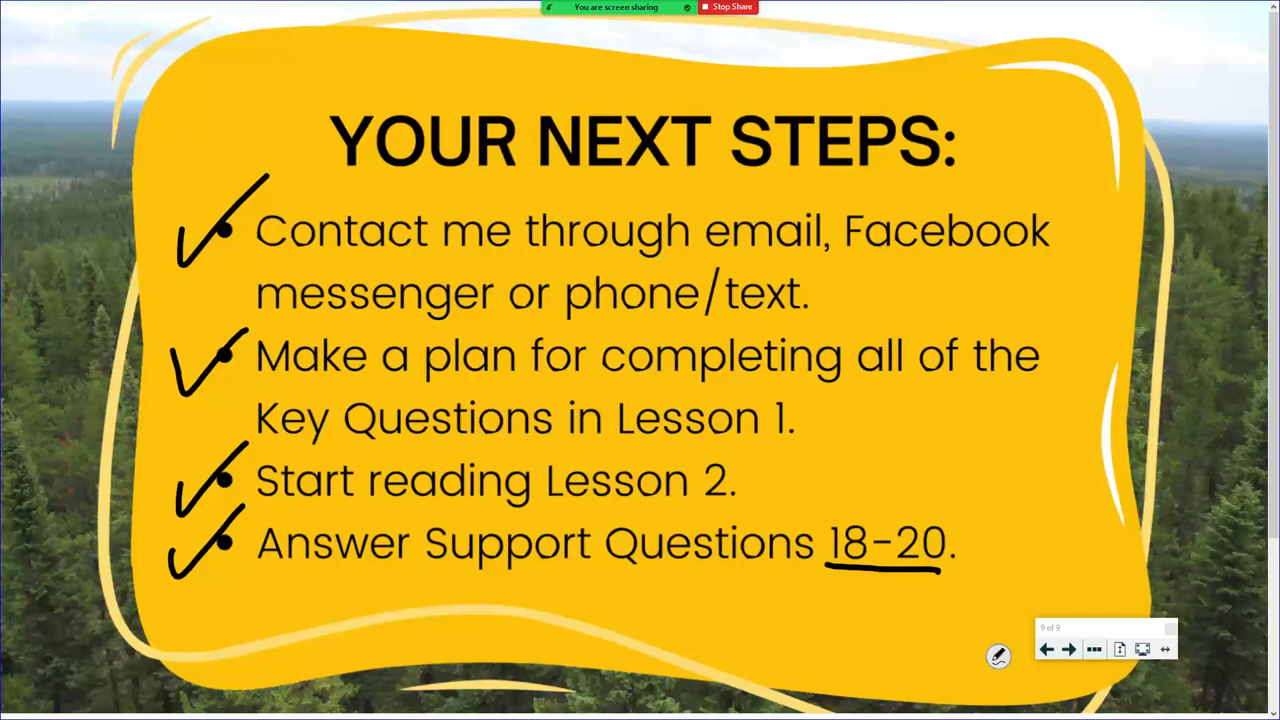 You are screen sharing
Stop Share
YOUR NEXT STEPS:
• Contact me through email, Facebook
messenger or phone/text.
• Make a plan for completing all of the
Key Questions in Lesson 1.
• Start reading Lesson 2.
• Answer Support Questions 18-20.
9 of 9